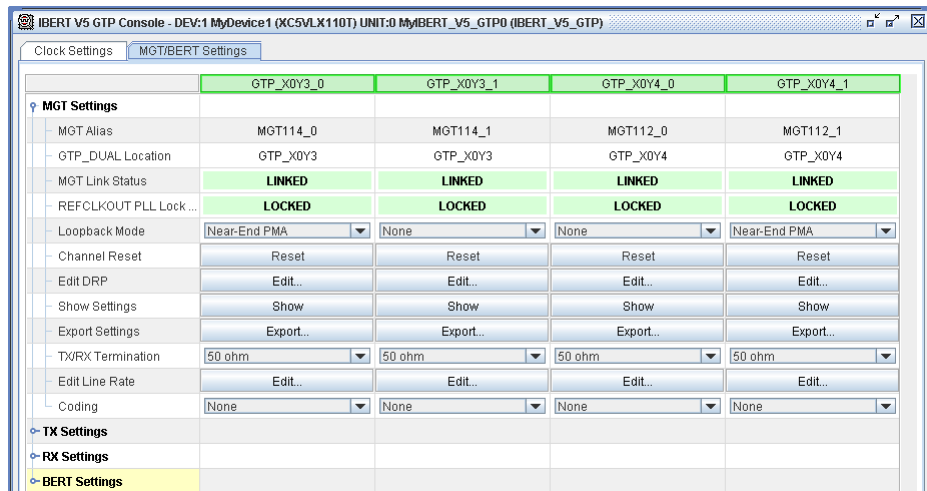 IBERT V5 GTP Console - DEV:1 MyDevice1 (XC5VLX110T) UNIT:0 MyIBERT_V5_GTP0 (IBERT_V5_GTP)
Clock Settings MGT/BERT Settings
GTP_X0Y3_0 GTP_X0Y3_1 GTP_X0Y4_0 GTP_X0Y4_1
MGT Settings
MGT Alias MGT114_0 MGT114_1 MGT112_0 MGT112_1
GTP_DUAL Location GTP_X0Y3 GTP_X0Y3 GTP_X0Y4 GTP_X0Y4
MGT Link Status LINKED LINKED LINKED LINKED
REFCLKOUT PLL Lock ... LOCKED LOCKED LOCKED LOCKED
Loopback Mode Near-End PMA None None Near-End PMA
Channel Reset Reset Reset Reset Reset
Edit DRP Edit... Edit... Edit... Edit...
Show Settings Show Show Show Show
Export Settings Export... Export... Export... Export...
TX/RX Termination 50 ohm 50 ohm 50 ohm 50 ohm
Edit Line Rate Edit... Edit... Edit... Edit...
Coding None None None None
TX Settings
RX Settings
BERT Settings